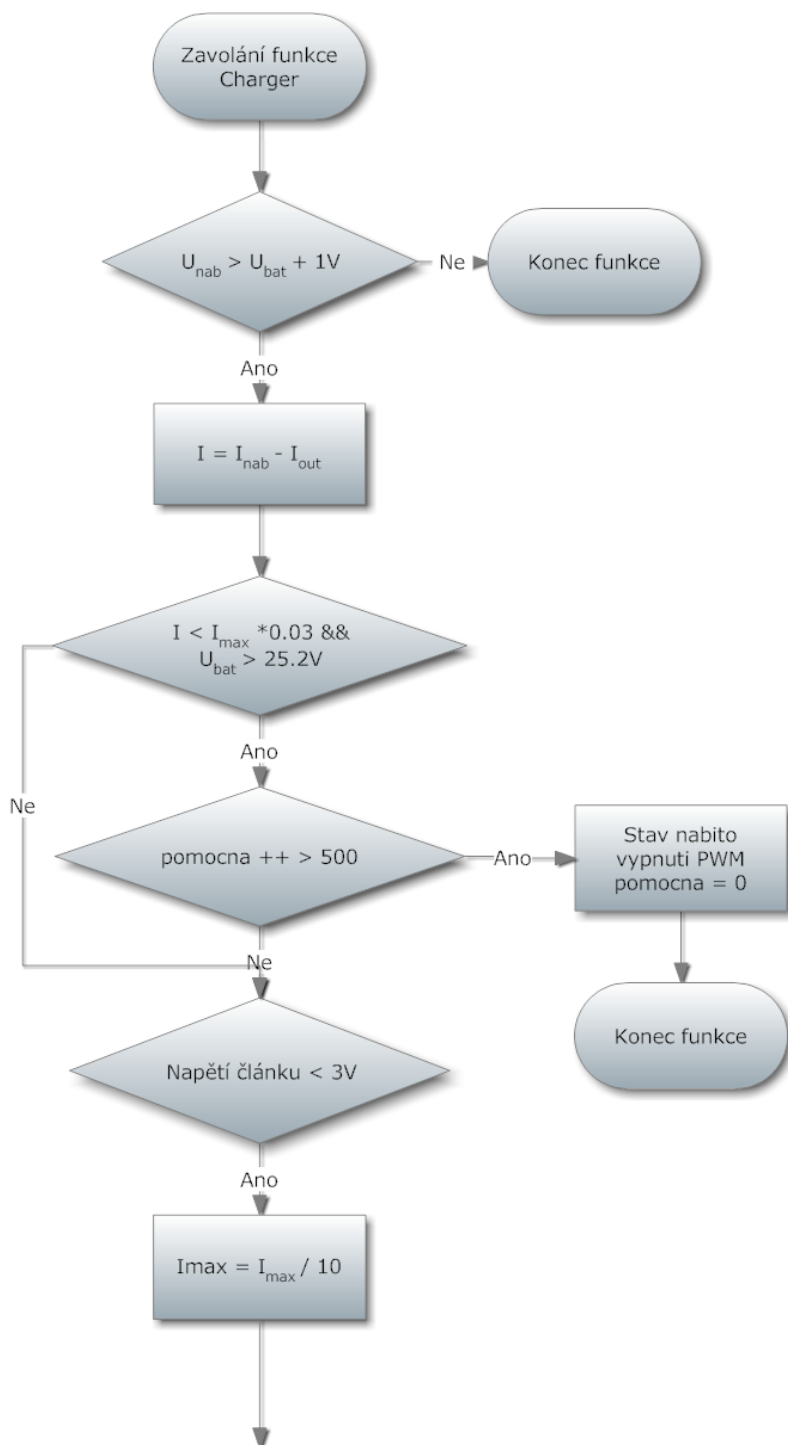 Zavolání funkce
Charger
U_nab > U_bat + 1V
Ne
Konec funkce
Ano
I = I_nab - I_out
I < I_max *0.03 &&
U_bat > 25.2V
Ano
Ne
pomocna ++ > 500
Ano
Stav nabito
vypnuti PWM
pomocna = 0
Ne
Konec funkce
Napětí článku < 3V
Ano
Imax = I_max / 10